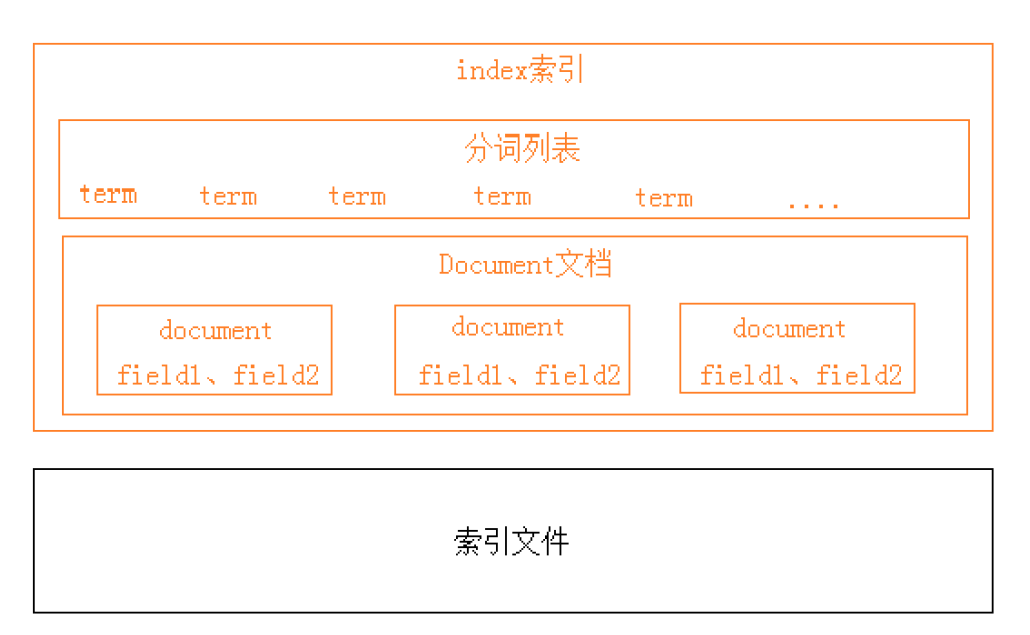 index索引
分词列表
term term term term term ....
Document文档
document document document
field1、field2 field1、field2 field1、field2
索引文件